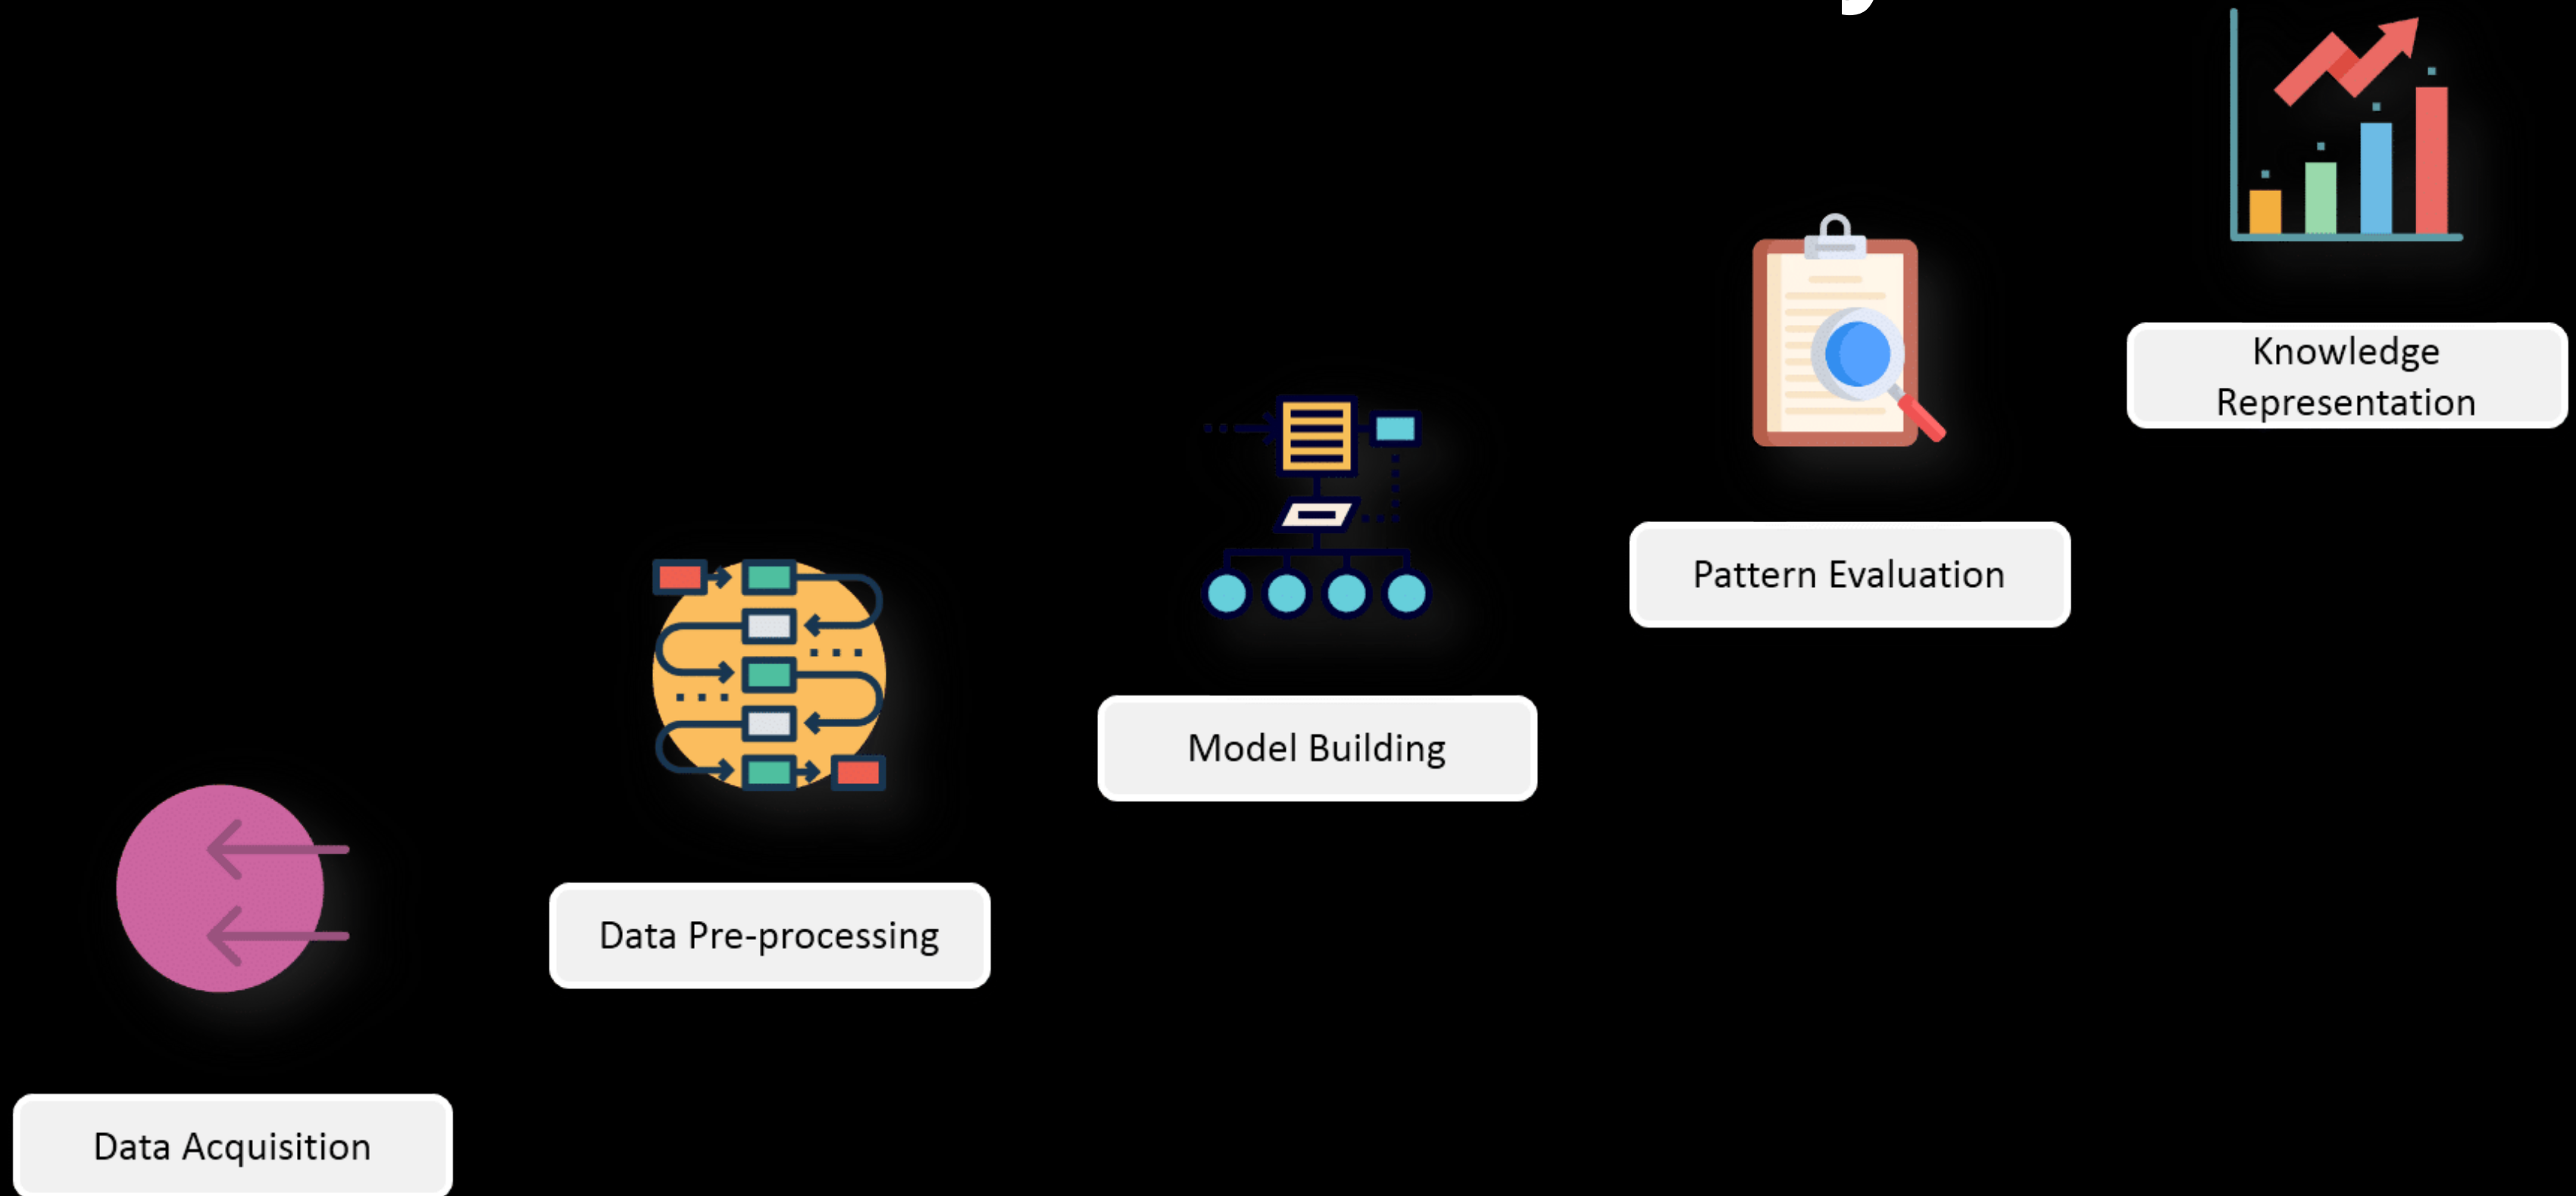 Knowledge
Representation
Pattern Evaluation
Model Building
Data Pre-processing
Data Acquisition